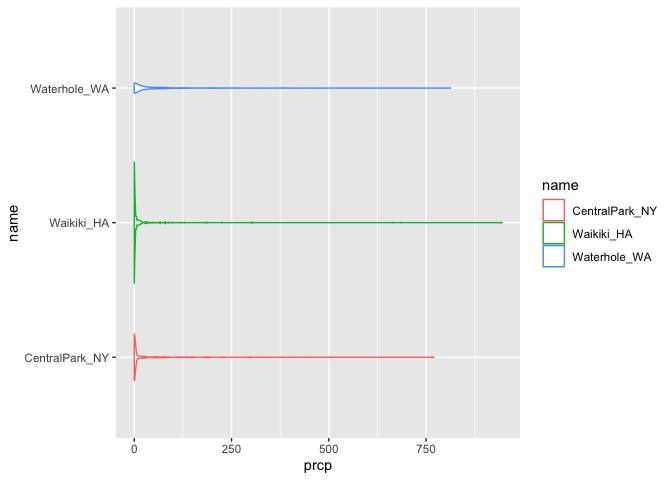 Waterhole_WA
Waikiki_HA
CentralPark_NY
name
0
250
500
750
prcp
name
CentralPark_NY
Waikiki_HA
Waterhole_WA